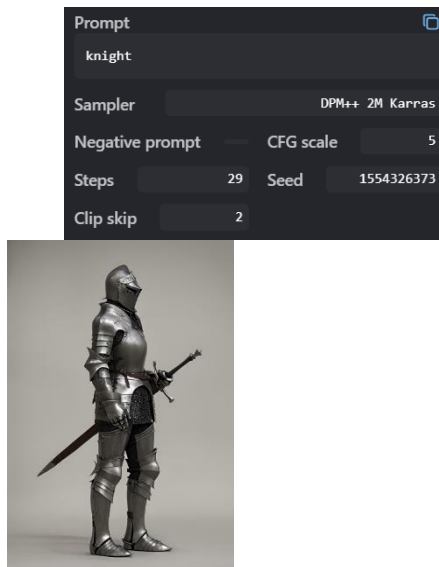 Prompt
knight
Sampler DPM++ 2M Karras
Negative prompt CFG scale 5
Steps 29 Seed 1554326373
Clip skip 2